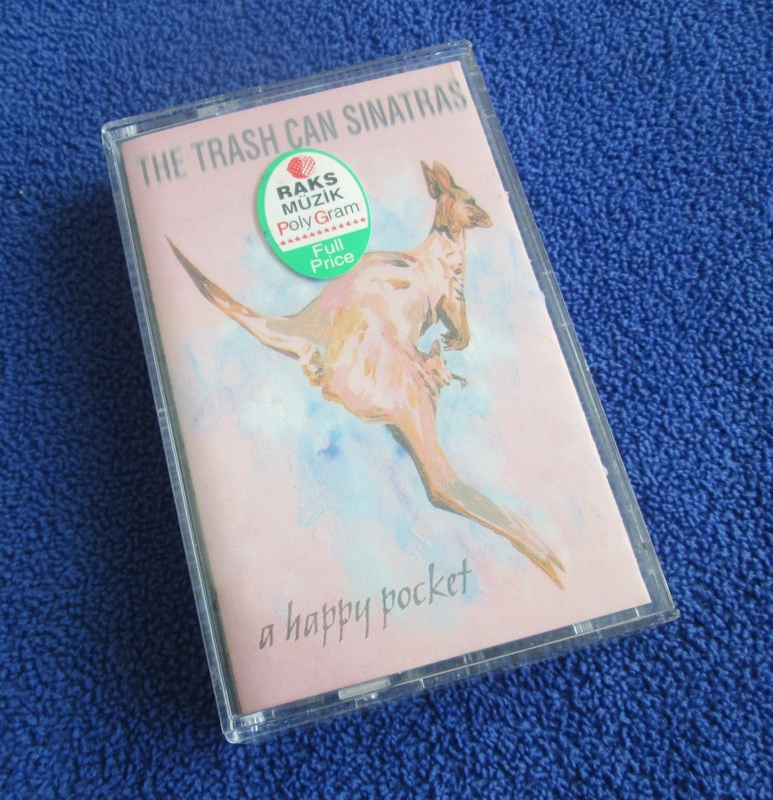 THE TRASH CAN SINATRAS
RAKS
MÜZİK
PolyGram
Full
Price
a happy pocket